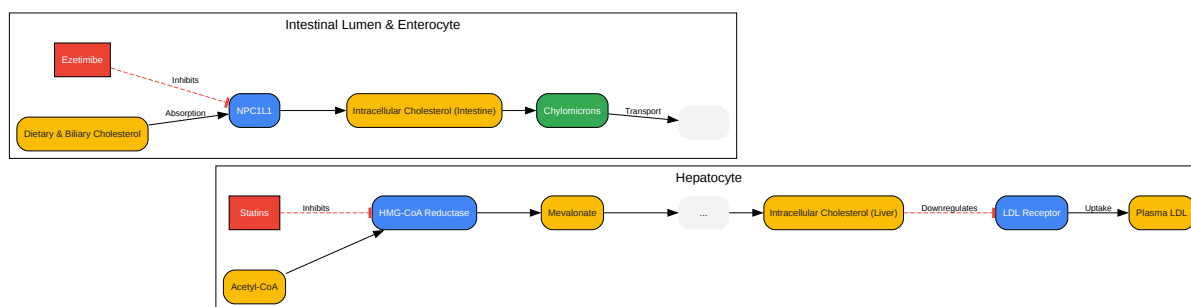 Intestinal Lumen & Enterocyte
Ezetimibe
Inhibits
NPC1L1
Absorption
Dietary & Biliary Cholesterol
Intracellular Cholesterol (Intestine)
Chylomicrons
Transport
Hepatocyte
Statins
Inhibits
HMG-CoA Reductase
Mevalonate
...
Intracellular Cholesterol (Liver)
Downregulates
LDL Receptor
Uptake
Plasma LDL
Acetyl-CoA